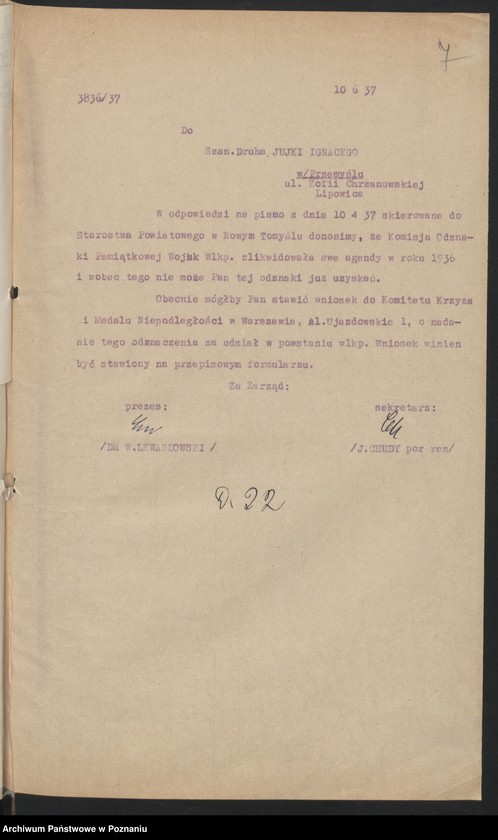 7
3836/37
10 6 37
Do
Szan.Druha JUJKI IGNACEGO
w/Przemyślu
ul. Zofii Chrzanowskiej
Lipowica
W odpowiedzi na pismo z dnia 10 4 37 skierowane do
Starostwa Powiatowego w Nowym Tomyślu donosimy, że Komisja Odzna-
ki Pamiątkowej Wojsk Wlkp. zlikwidowała swe agendy w roku 1936
i wobec tego nie może Pan tej odznaki już uzyskać.
Obecnie mógłby Pan stawić wniosek do Komitetu Krzyża
i Medalu Niepodległości w Warszawie, Al.Ujazdowskie 1, o nada-
nie tego odznaczenia za udział w powstaniu wlkp. Wniosek winien
być stawiony na przepisowym formularzu.
Za Zarząd:
prezes: sekretarz:
/DR W.LEWANDOWSKI / /J.CHUDY por rez/
D. 22
Archiwum Państwowe w Poznaniu